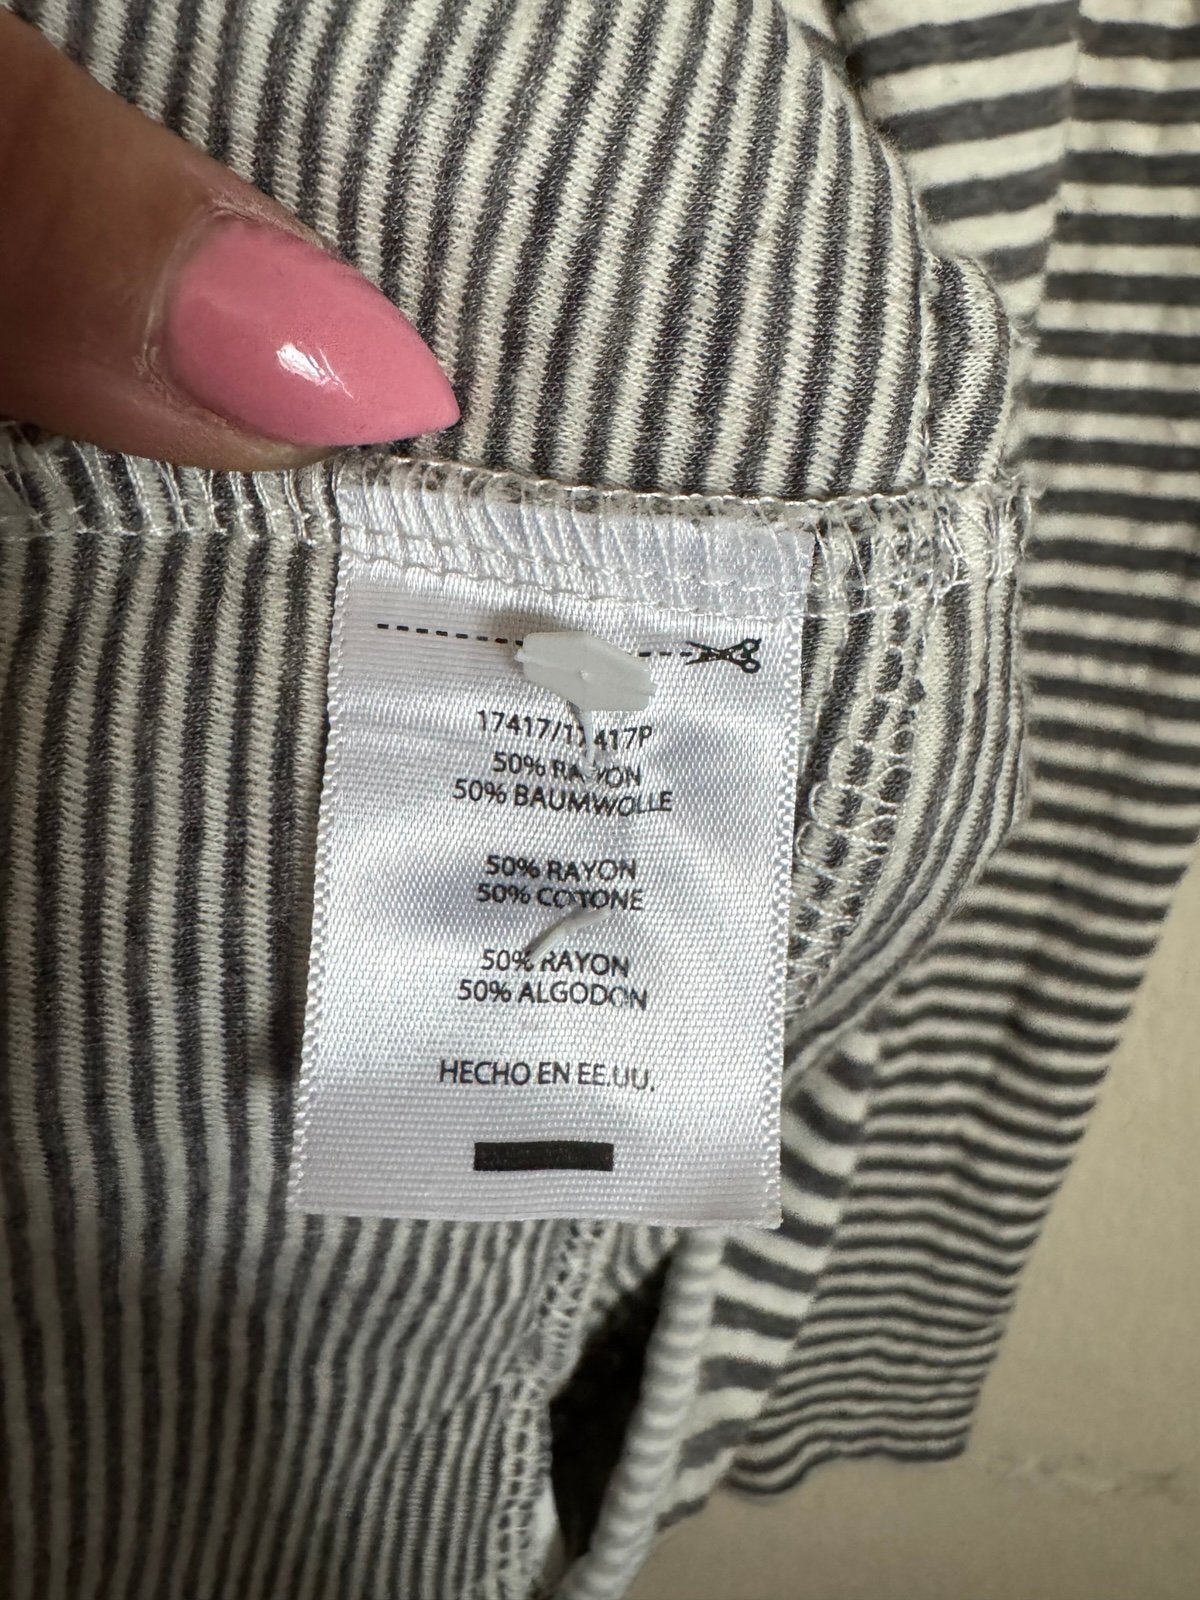 17417/17417P
50% RAYON
50% BAUMWOLLE
50% RAYON
50% COTONE
50% RAYON
50% ALGODON
HECHO EN EE.UU.